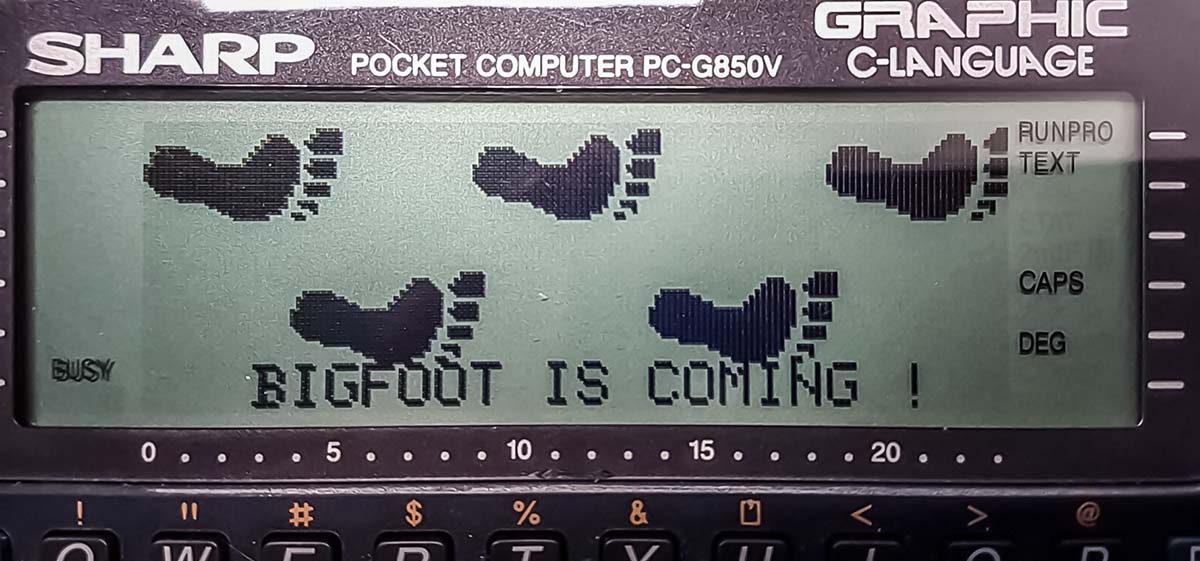 SHARP
POCKET COMPUTER PC-G850V
GRAPHIC
C-LANGUAGE
RUNPRO
TEXT
CAPS
DEG
BUSY
BIGFOOT IS COMING !
0 . . . . 5 . . . . 10 . . . . 15 . . . . 20 . . .
! " # $ % & ' < > @
W E R T Y U I O P